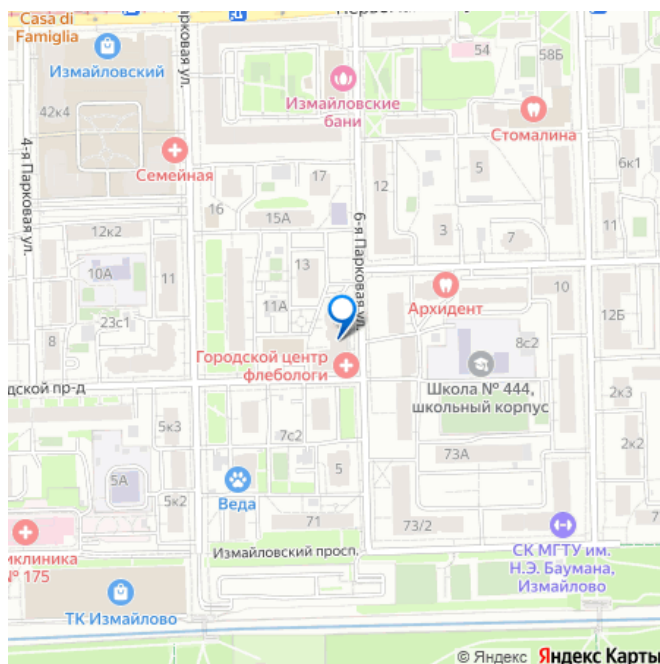 Casa di
Famiglia
Измайловский
42к4
4-я Парковая ул.
Парковая ул.
Семейная
Измайловские
бани
54
58Б
Стомалина
5
6к1
12
17
16
15А
3
7
11
6-я Парковая ул.
12к2
10А
11
13
11А
23с1
8
Архидент
10
12Б
8с2
Городской центр
флебологи
Школа № 444,
школьный корпус
дской пр-д
2к3
2к2
5к3
7с2
5
73А
5А
5к2
Веда
71
73/2
7
Измайловский просп.
иклиника
№ 175
СК МГТУ им.
Н.Э. Баумана,
Измайлово
ТК Измайлово
© Яндекс Яндекс Карты